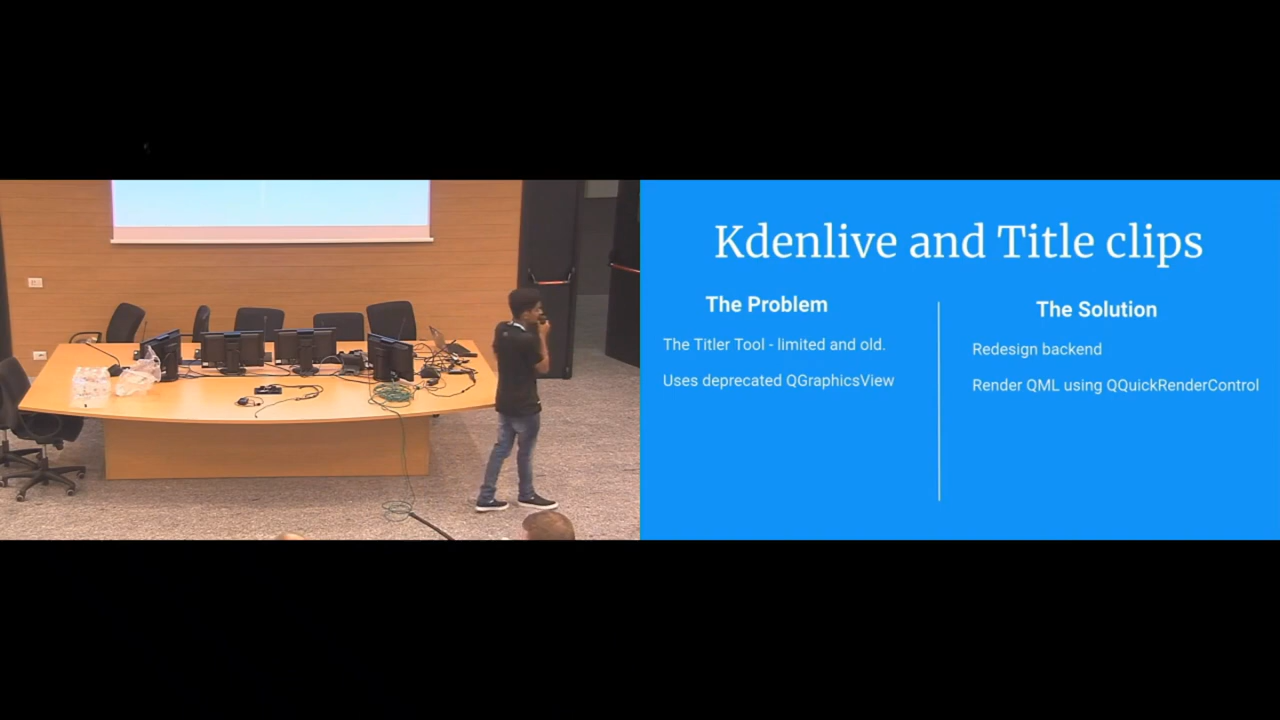 Kdenlive and Title clips
The Problem
The Titler Tool - limited and old.
Uses deprecated QGraphicsView
The Solution
Redesign backend
Render QML using QQuickRenderControl